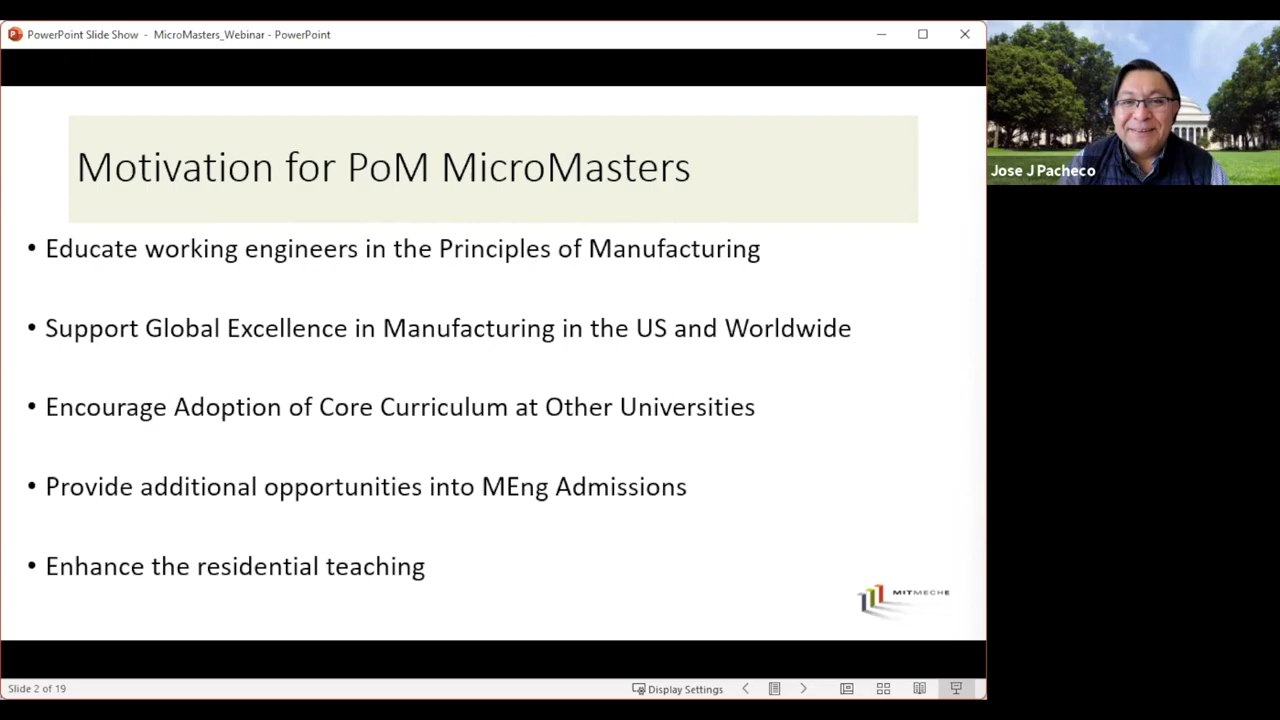 PowerPoint Slide Show - MicroMasters_Webinar - PowerPoint
Motivation for PoM MicroMasters
• Educate working engineers in the Principles of Manufacturing
• Support Global Excellence in Manufacturing in the US and Worldwide
• Encourage Adoption of Core Curriculum at Other Universities
• Provide additional opportunities into MEng Admissions
• Enhance the residential teaching
MITMECHE
Slide 2 of 19
Display Settings
Jose J Pacheco